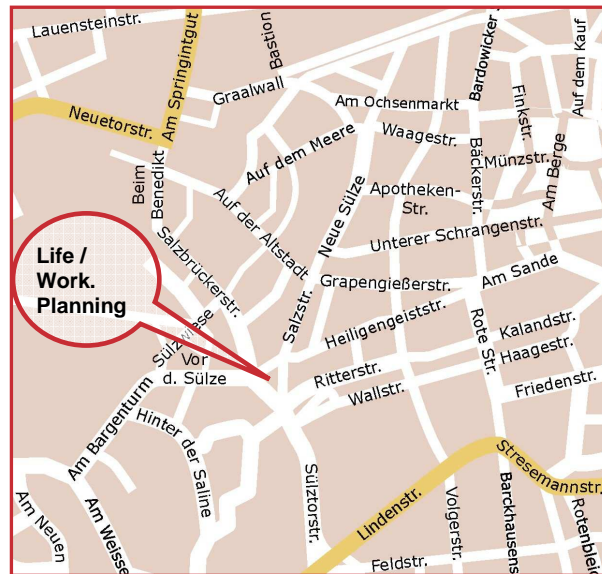 Lauensteinstr.
Am Springintgut
Bastion
Graalwall
Bardowicker
Am Ochsenmarkt
Finkstr.
Auf dem Kauf
Neuetorstr.
Waagestr.
Auf dem Meere
Bäckerstr.
Münzstr.
Am Berge
Beim
Benedikt
Apotheken-
Str.
Auf der Altstadt
Neue Sülze
Unterer Schrangenstr.
Salzbrückerstr.
Life /
Work.
Planning
Grapengießerstr.
Am Sande
Salzstr.
Heiligengeiststr.
Rote Str.
Kalandstr.
Haagestr.
Sülzwiese
Vor
d. Sülze
Ritterstr.
Wallstr.
Friedenstr.
Am Bargenturm
Hinter der Saline
Sülztorstr.
Lindenstr.
Stresemannstr.
Volgerstr.
Barckhausens
Rotenbleic
Am Neuen
Am Weisse
Feldstr.